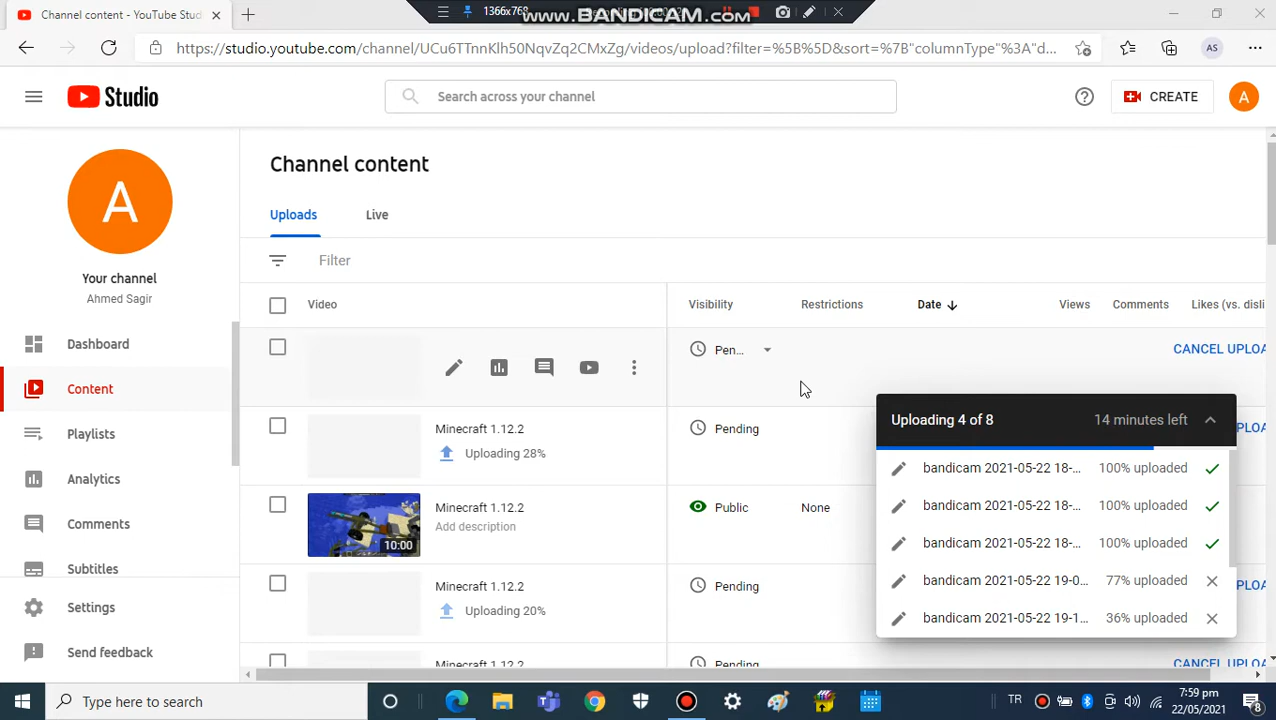 Channel content - YouTube Stud
1366x768
www.BANDICAM.com
https://studio.youtube.com/channel/UCu6TTnnKlh50NqvZq2CMxZg/videos/upload?filter=%5B%5D&sort=%7B"columnType"%3A"d...
AS
Studio
Search across your channel
CREATE
A
A
Your channel
Ahmed Sagir
Dashboard
Content
Playlists
Analytics
Comments
Subtitles
Settings
Send feedback
Channel content
Uploads
Live
Filter
Video
Visibility
Restrictions
Date
Views
Comments
Likes (vs. disli
Pen...
CANCEL UPLOA
Minecraft 1.12.2
Uploading 28%
Pending
PLOA
Minecraft 1.12.2
Add description
10:00
Public
None
Minecraft 1.12.2
Uploading 20%
Pending
PLOA
Minecraft 1.12.2
Pending
CANCEL UPLOA
Uploading 4 of 8
14 minutes left
bandicam 2021-05-22 18-...
100% uploaded
bandicam 2021-05-22 18-...
100% uploaded
bandicam 2021-05-22 18-...
100% uploaded
bandicam 2021-05-22 19-0...
77% uploaded
bandicam 2021-05-22 19-1...
36% uploaded
Type here to search
TR
7:59 pm
22/05/2021
8